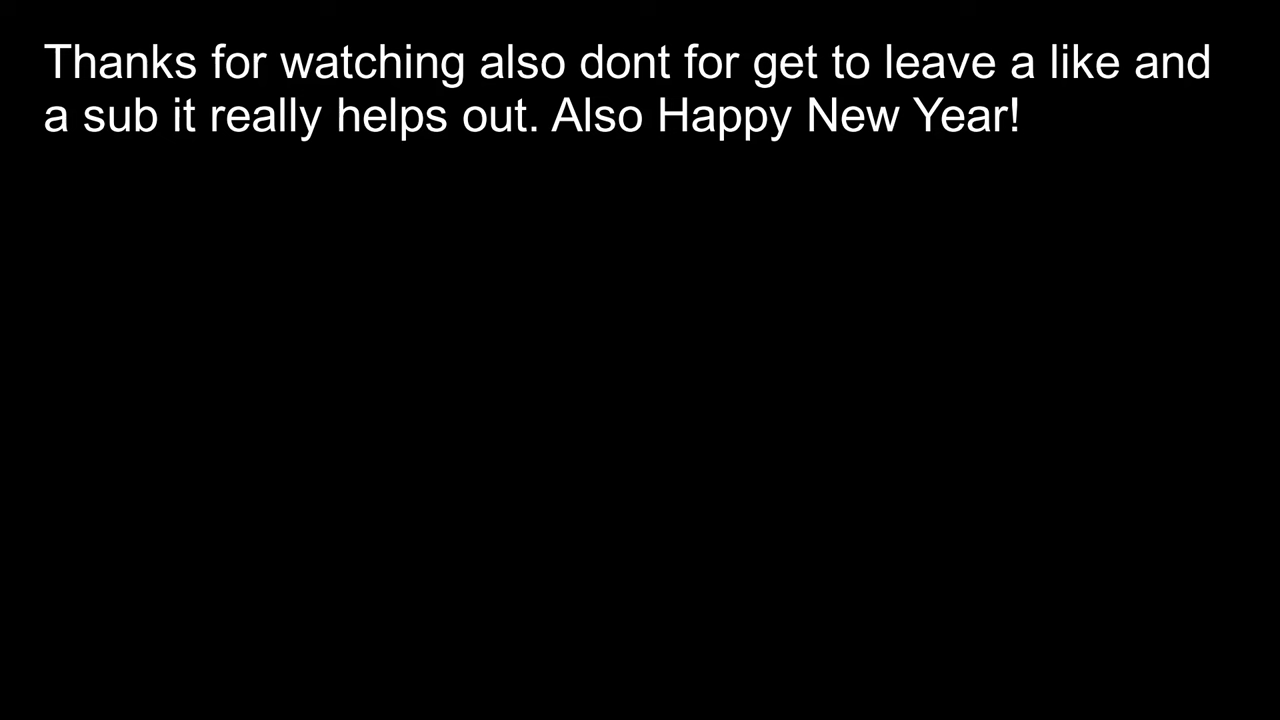 Thanks for watching also dont for get to leave a like and
a sub it really helps out. Also Happy New Year!